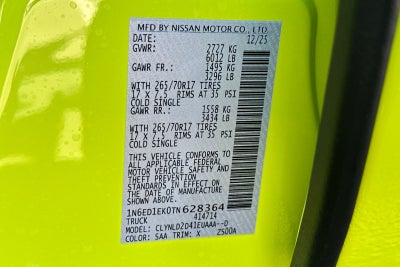 MFD BY NISSAN MOTOR CO., LTD.
DATE: 12/25
GVWR: 2727 KG
6012 LB
GAWR FR.: 1495 KG
3296 LB
WITH 265/70R17 TIRES
17 X 7.5 RIMS AT 35 PSI
COLD SINGLE
GAWR RR.: 1558 KG
3434 LB
WITH 265/70R17 TIRES
17 X 7.5 RIMS AT 35 PSI
COLD SINGLE
THIS VEHICLE CONFORMS TO
ALL APPLICABLE FEDERAL
MOTOR VEHICLE SAFETY AND
THEFT PREVENTION
STANDARDS IN EFFECT ON
THE DATE OF MANUFACTURE
SHOWN ABOVE.
1N6ED1EK0TN628364
TRUCK 414714
MODEL: CLYNLD2D41EUAAA--D
COLOR: SAA TRIM: X 2500A